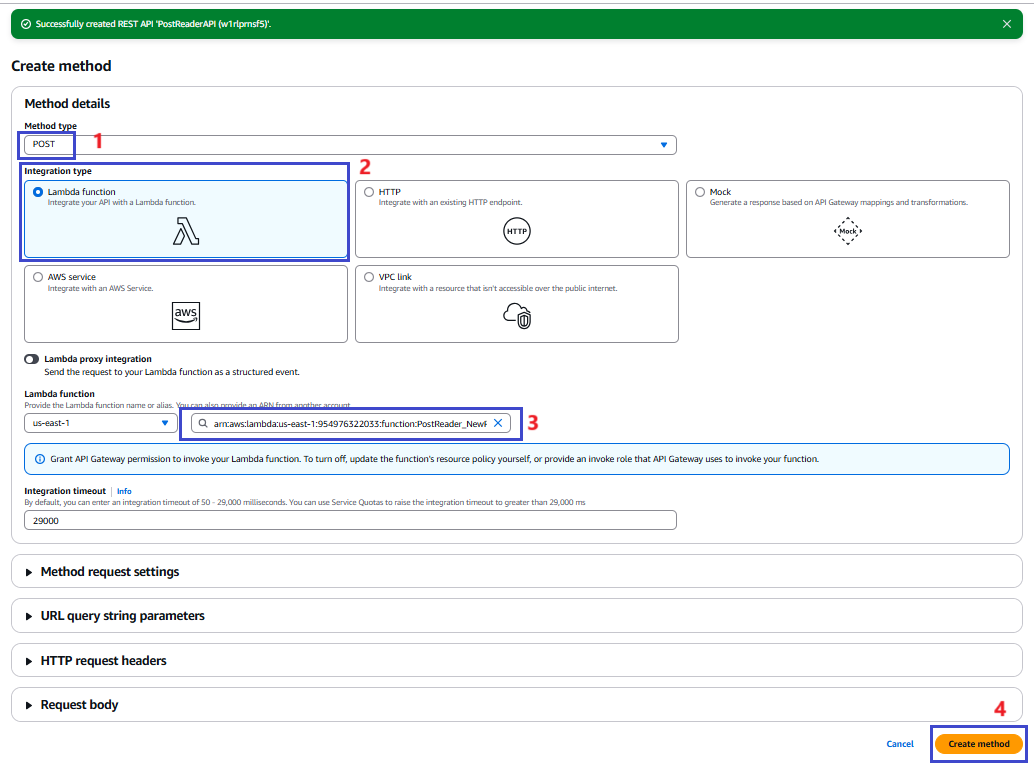 Successfully created REST API 'PostReaderAPI (w1rlprnsf5)'.
Create method
Method details
Method type
POST
1
Integration type
2
Lambda function
Integrate your API with a Lambda function.
HTTP
Integrate with an existing HTTP endpoint.
HTTP
Mock
Generate a response based on API Gateway mappings and transformations.
Mock
AWS service
Integrate with an AWS Service.
aws
VPC link
Integrate with a resource that isn't accessible over the public internet.
Lambda proxy integration
Send the request to your Lambda function as a structured event.
Lambda function
Provide the Lambda function name or alias. You can also provide an ARN from another account.
us-east-1
arn:aws:lambda:us-east-1:954976322033:function:PostReader_NewP
3
Grant API Gateway permission to invoke your Lambda function. To turn off, update the function's resource policy yourself, or provide an invoke role that API Gateway uses to invoke your function.
Integration timeout | Info
By default, you can enter an integration timeout of 50 - 29,000 milliseconds. You can use Service Quotas to raise the integration timeout to greater than 29,000 ms
29000
Method request settings
URL query string parameters
HTTP request headers
Request body
4
Cancel
Create method